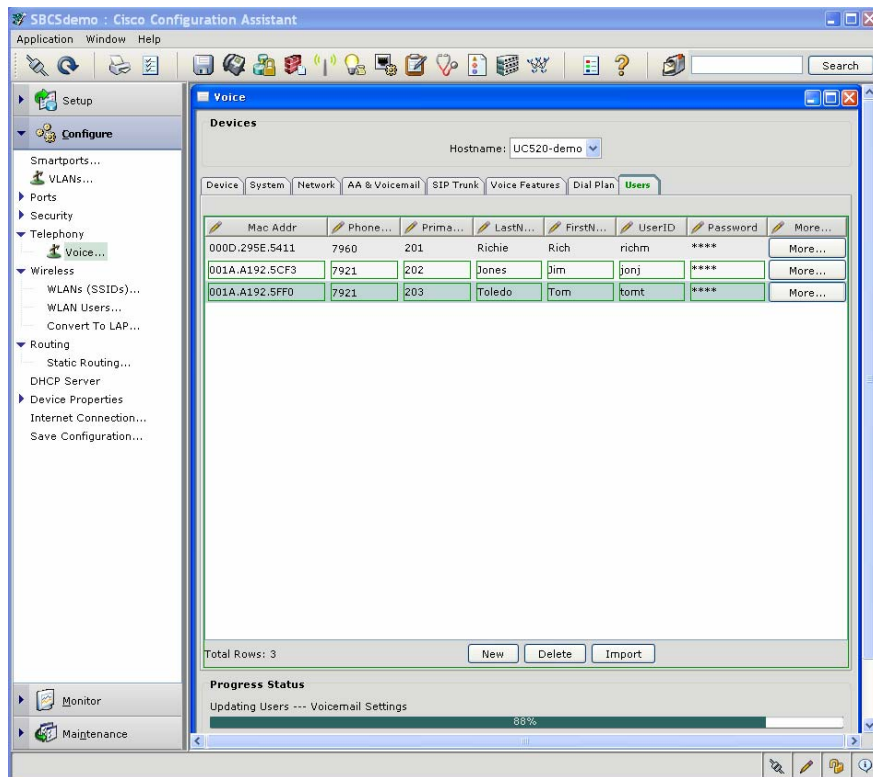 SBCSdemo : Cisco Configuration Assistant
Application Window Help
Search
Setup
Configure
Smartports...
VLANs...
Ports
Security
Telephony
Voice...
Wireless
WLANs (SSIDs)...
WLAN Users...
Convert To LAP...
Routing
Static Routing...
DHCP Server
Device Properties
Internet Connection...
Save Configuration...
Monitor
Maintenance
Voice
Devices
Hostname: UC520-demo
Device System Network AA & Voicemail SIP Trunk Voice Features Dial Plan Users
Mac Addr Phone... Prima... LastN... FirstN... UserID Password More...
000D.295E.5411 7960 201 Richie Rich richm **** More...
001A.A192.5CF3 7921 202 Jones Jim jonj **** More...
001A.A192.5FF0 7921 203 Toledo Tom tomt **** More...
Total Rows: 3 New Delete Import
Progress Status
Updating Users --- Voicemail Settings
88%